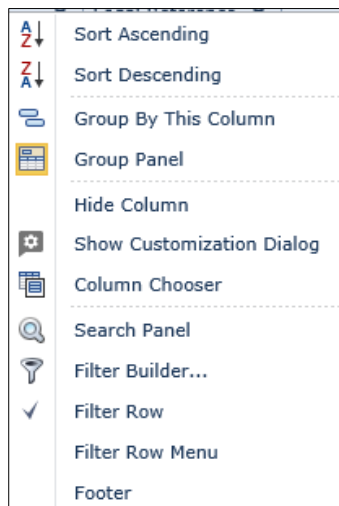 Sort Ascending
Sort Descending
Group By This Column
Group Panel
Hide Column
Show Customization Dialog
Column Chooser
Search Panel
Filter Builder...
Filter Row
Filter Row Menu
Footer